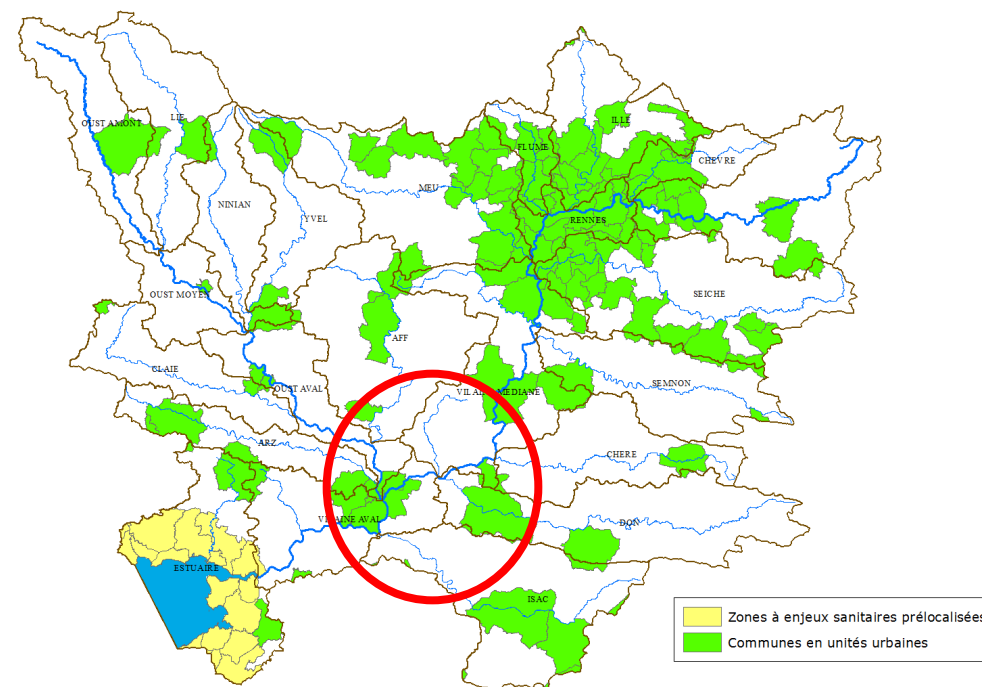 ILLE
OUST AMONT
LIE
FLUME
CHEVRE
MEU
NINIAN
YVEL
RENNES
OUST MOYEN
SEICHE
AFF
CLAIE
OUST AVAL
SEMNON
MEDIANE
ARZ
CHERE
VILAINE AVAL
DON
ESTUAIRE
ISAC
Zones à enjeux sanitaires prélocalisées
Communes en unités urbaines